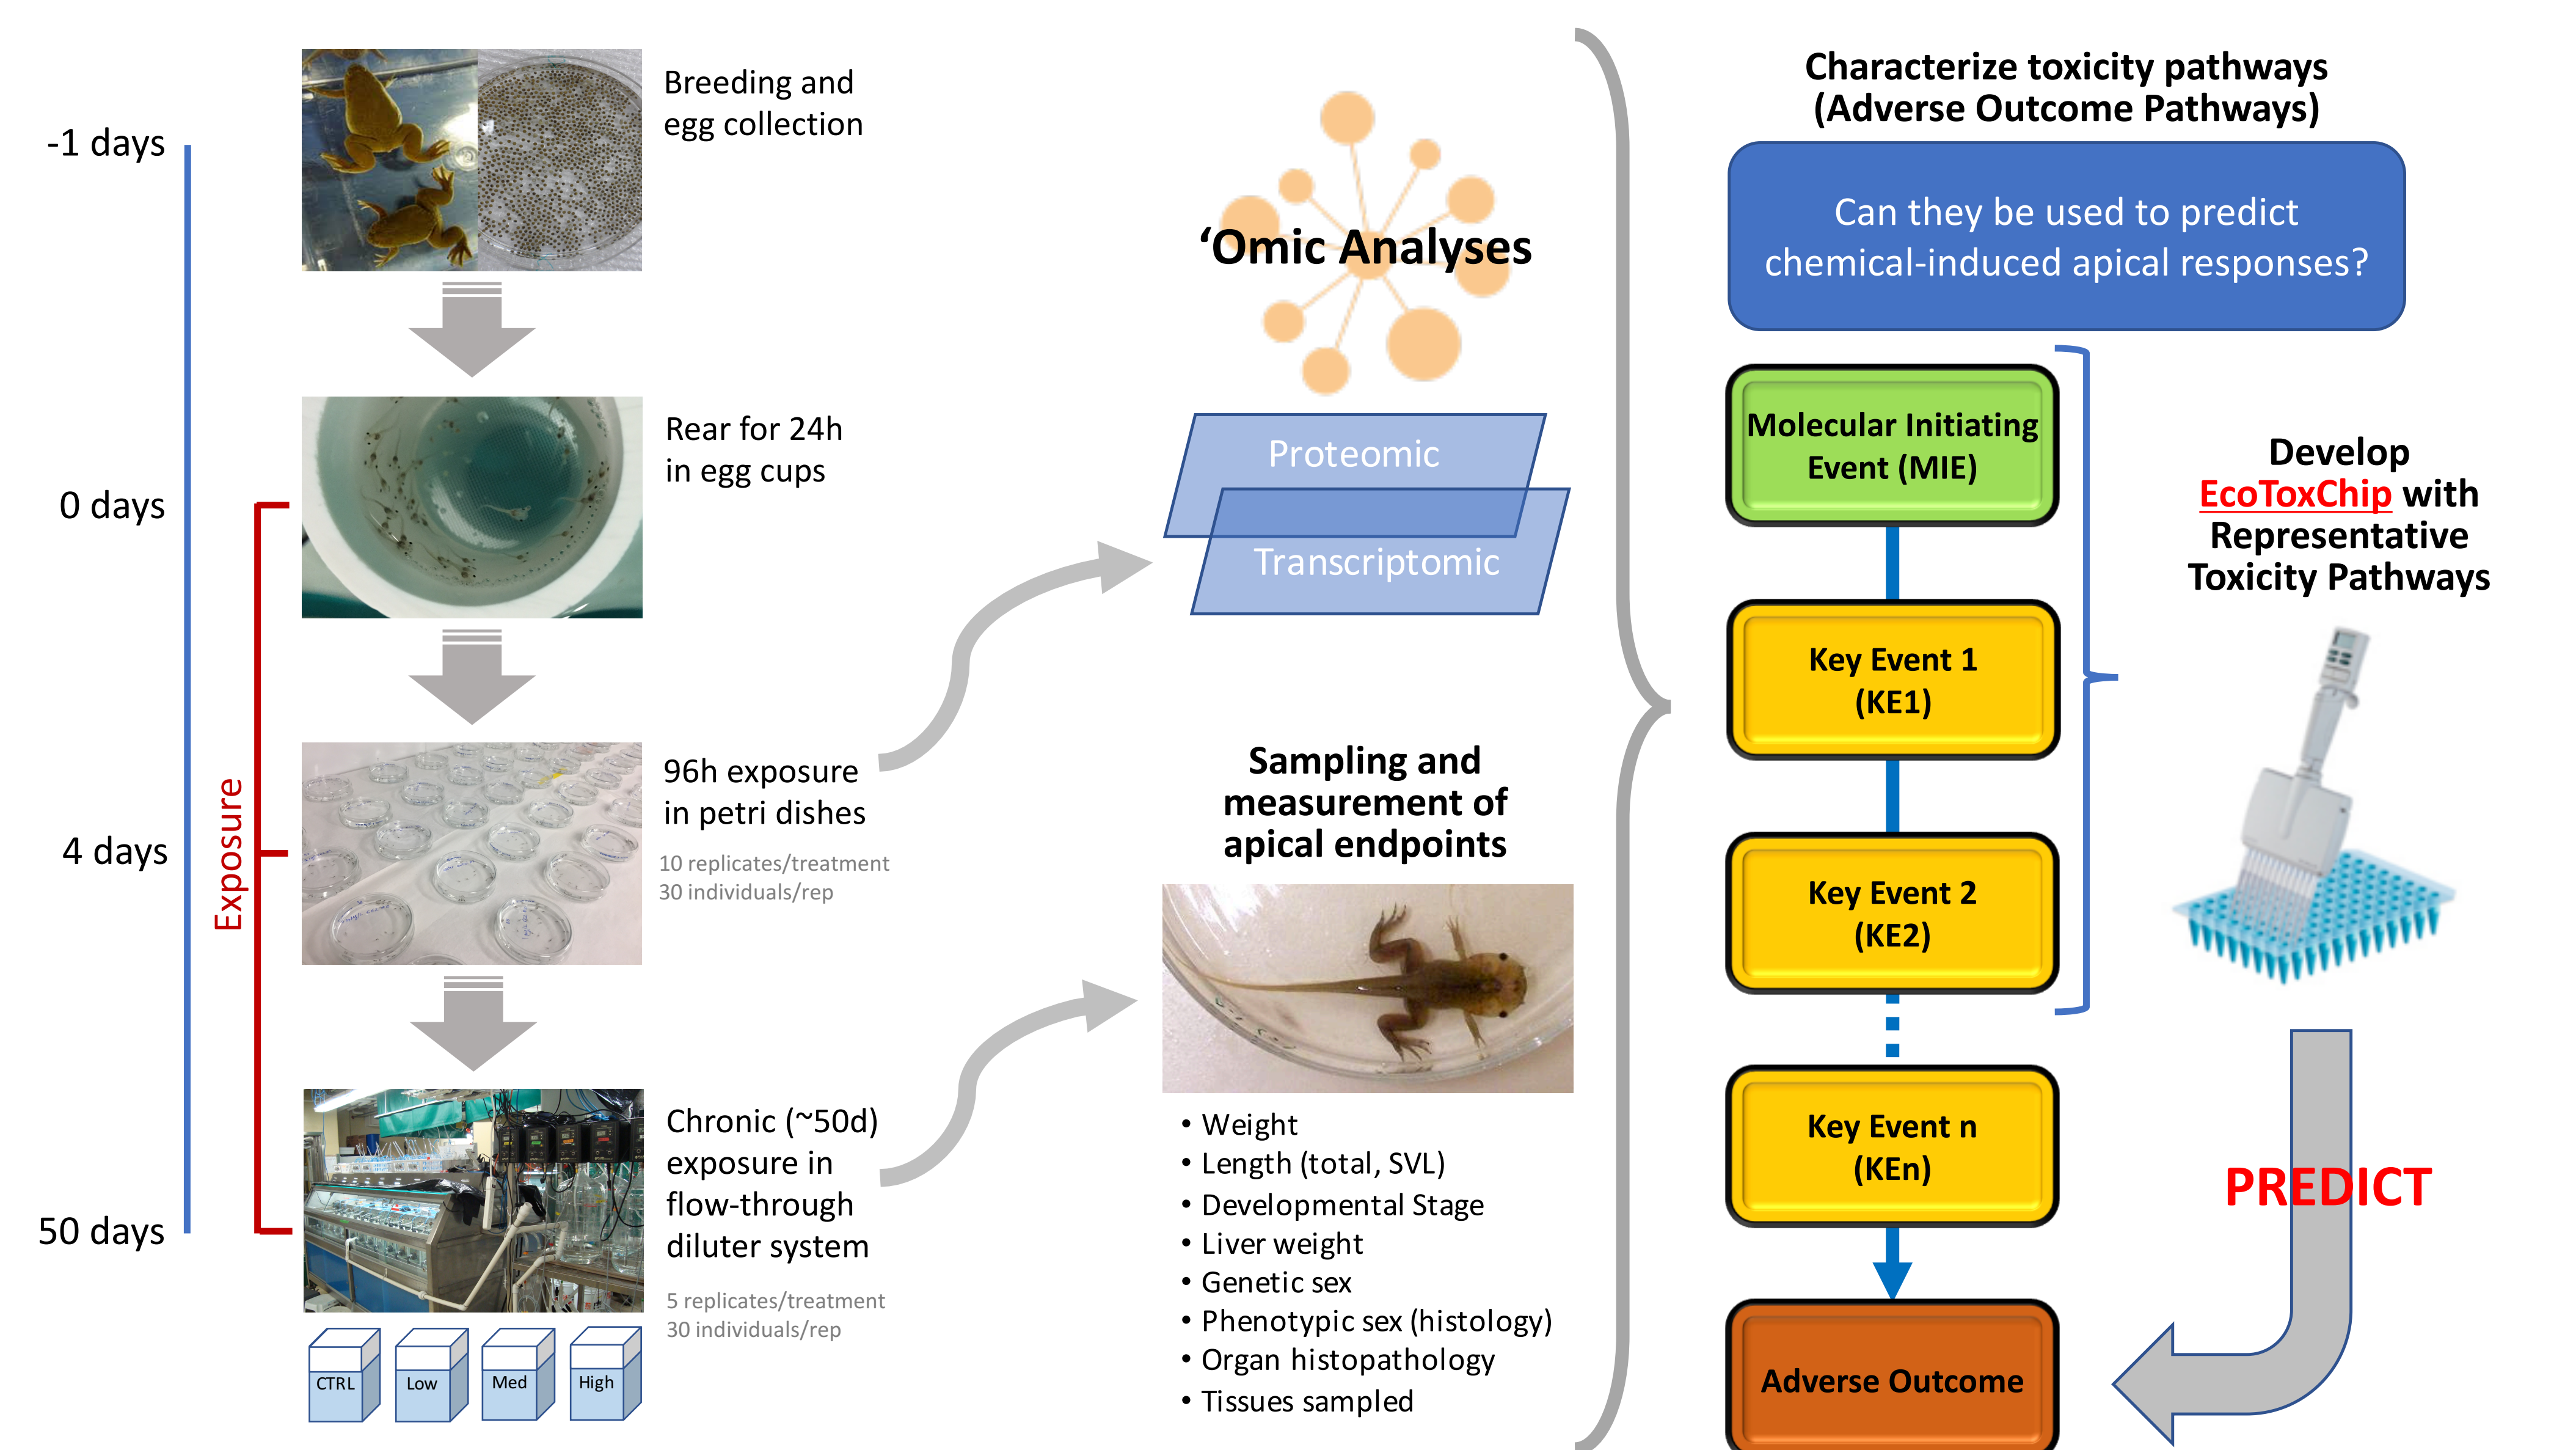 -1 days
0 days
4 days
50 days
Exposure
Breeding and
egg collection
Rear for 24h
in egg cups
96h exposure
in petri dishes
10 replicates/treatment
30 individuals/rep
Chronic (~50d)
exposure in
flow-through
diluter system
5 replicates/treatment
30 individuals/rep
CTRL
Low
Med
High
‘Omic Analyses
Proteomic
Transcriptomic
Sampling and
measurement of
apical endpoints
• Weight
• Length (total, SVL)
• Developmental Stage
• Liver weight
• Genetic sex
• Phenotypic sex (histology)
• Organ histopathology
• Tissues sampled
Characterize toxicity pathways
(Adverse Outcome Pathways)
Can they be used to predict
chemical-induced apical responses?
Molecular Initiating
Event (MIE)
Key Event 1
(KE1)
Key Event 2
(KE2)
Key Event n
(KEn)
Adverse Outcome
Develop
EcoToxChip with
Representative
Toxicity Pathways
PREDICT